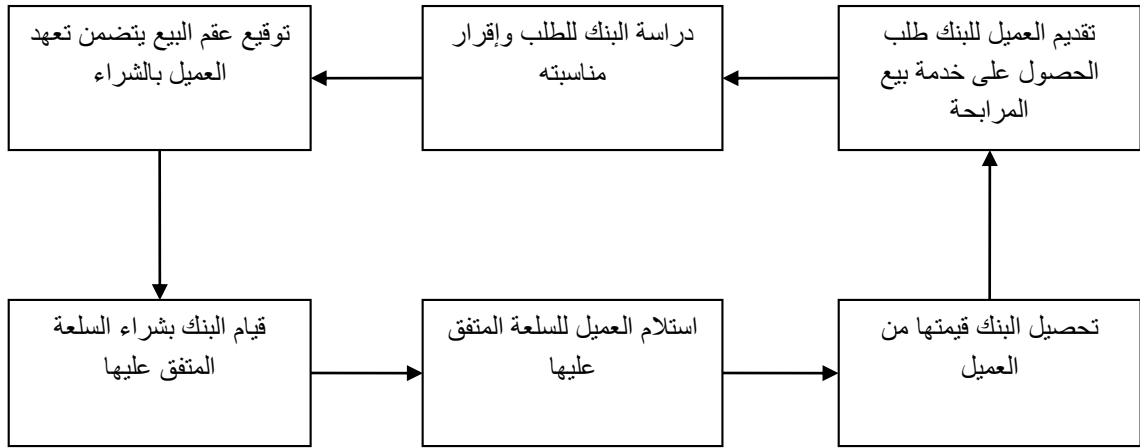 تقديم العميل للبنك طلب
الحصول على خدمة بيع
المرابحة
دراسة البنك للطلب وإقرار
مناسبته
توقيع عقم البيع يتضمن تعهد
العميل بالشراء
قيام البنك بشراء السلعة
المتفق عليها
استلام العميل للسلعة المتفق
عليها
تحصيل البنك قيمتها من
العميل